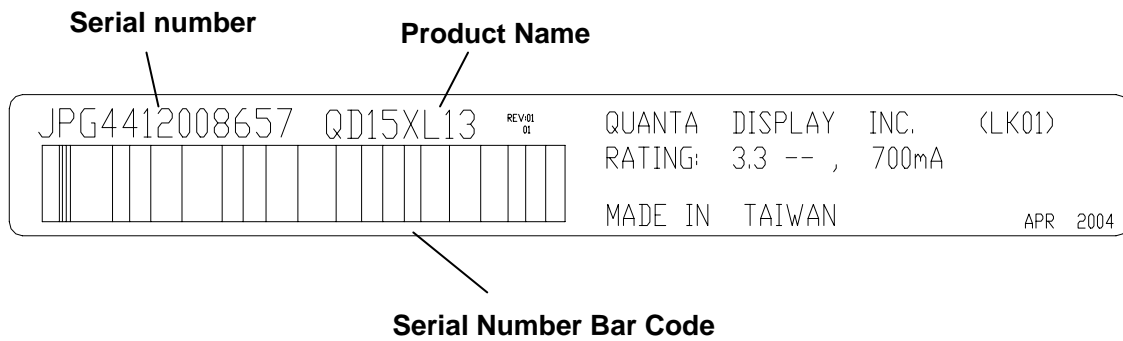 Serial number
Product Name
JPG4412008657 QD15XL13 REV:01
01
QUANTA DISPLAY INC. (LK01)
RATING: 3.3 -- , 700mA
MADE IN TAIWAN
APR 2004
Serial Number Bar Code